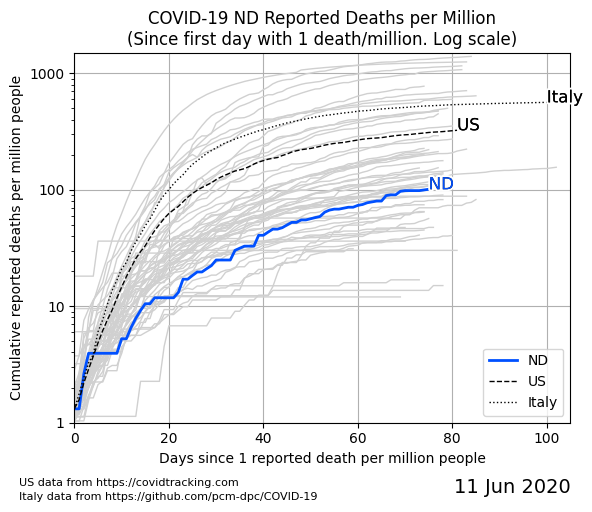 COVID-19 ND Reported Deaths per Million
(Since first day with 1 death/million. Log scale)
Cumulative reported deaths per million people
1000
100
10
1
Italy
US
ND
ND
US
Italy
0
20
40
60
80
100
Days since 1 reported death per million people
US data from https://covidtracking.com
Italy data from https://github.com/pcm-dpc/COVID-19
11 Jun 2020